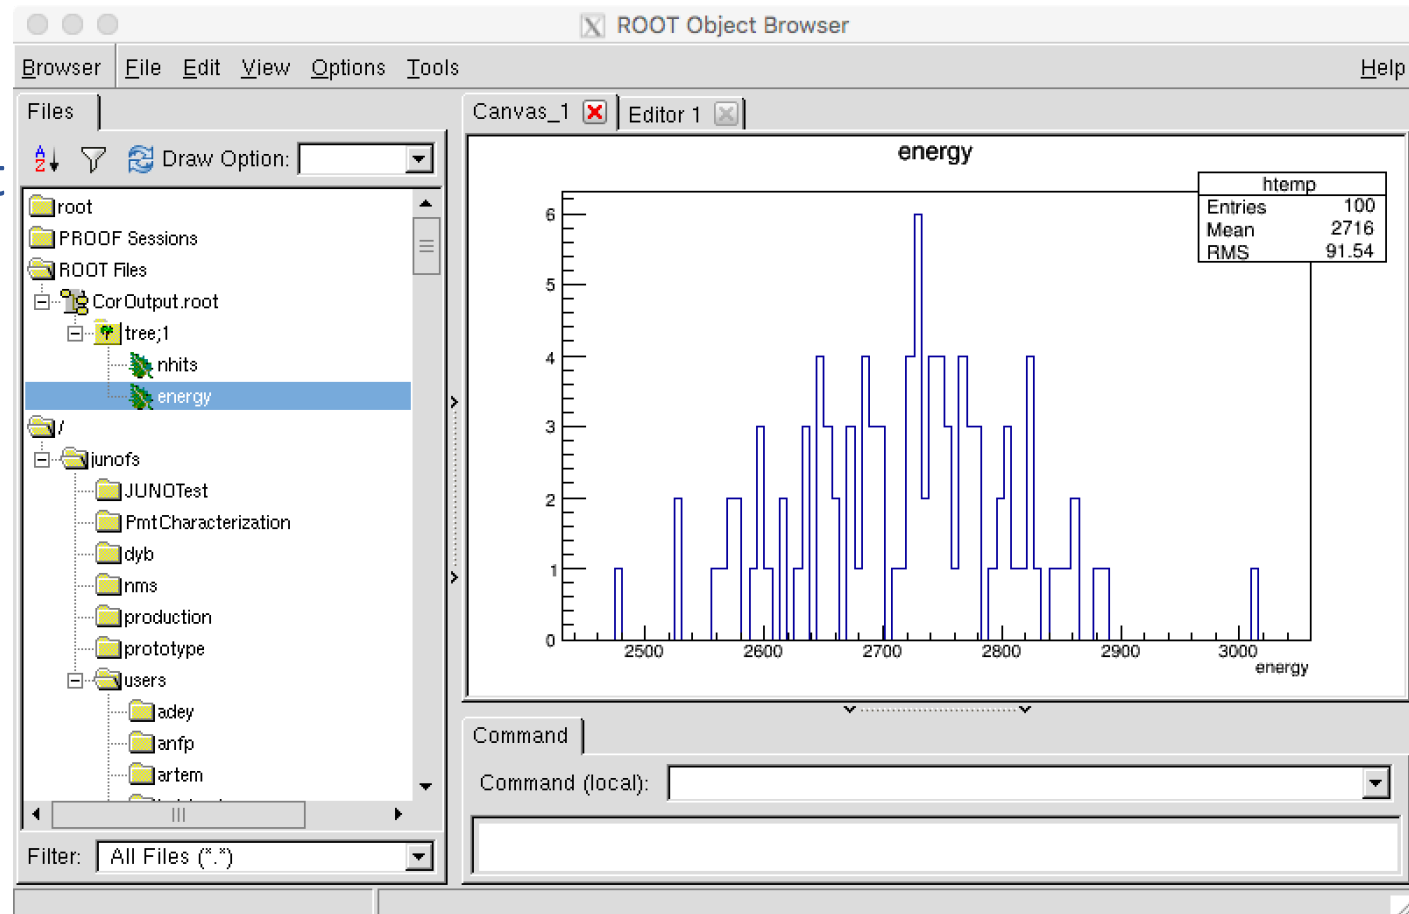 ROOT Object Browser
Browser File Edit View Options Tools Help
Files
Canvas_1 Editor 1
Draw Option:
root
PROOF Sessions
ROOT Files
CorOutput.root
tree;1
nhits
energy
/
junofs
JUNOTest
PmtCharacterization
dyb
nms
production
prototype
users
adey
anfp
artem
Filter: All Files (*.*)
energy
htemp
Entries 100
Mean 2716
RMS 91.54
6
5
4
3
2
1
0
2500 2600 2700 2800 2900 3000
energy
Command
Command (local):